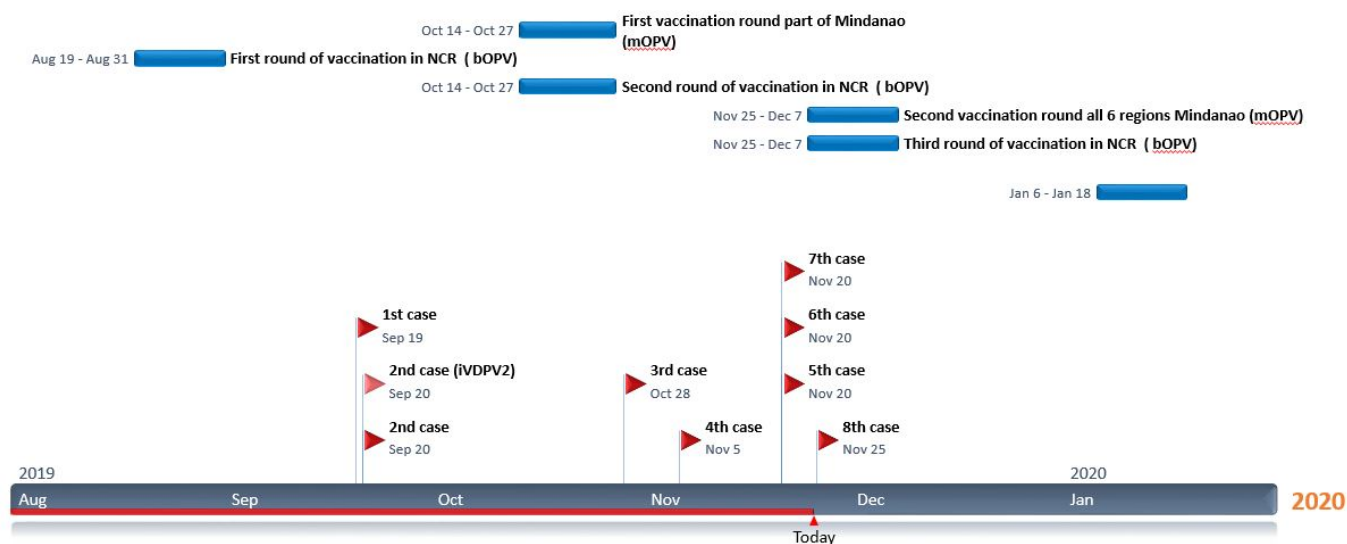 Oct 14 - Oct 27 First vaccination round part of Mindanao
(mOPV)
Aug 19 - Aug 31 First round of vaccination in NCR ( bOPV)
Oct 14 - Oct 27 Second round of vaccination in NCR ( bOPV)
Nov 25 - Dec 7 Second vaccination round all 6 regions Mindanao (mOPV)
Nov 25 - Dec 7 Third round of vaccination in NCR ( bOPV)
Jan 6 - Jan 18
7th case
Nov 20
1st case
Sep 19
6th case
Nov 20
2nd case (iVDPV2)
Sep 20
3rd case
Oct 28
5th case
Nov 20
2nd case
Sep 20
4th case
Nov 5
8th case
Nov 25
2019 2020
Aug Sep Oct Nov Dec Jan 2020
Today